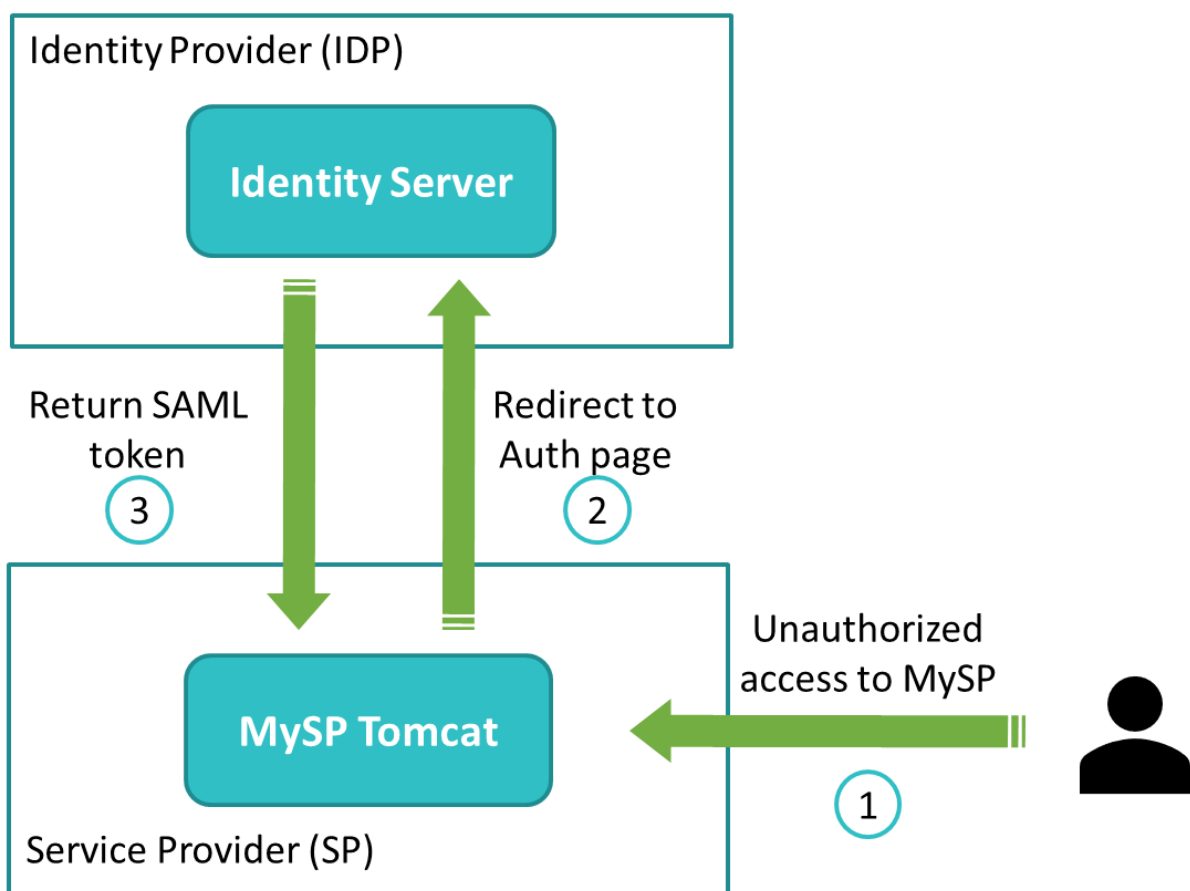 Identity Provider (IDP)
Identity Server
Return SAML
token
3
Redirect to
Auth page
2
Unauthorized
access to MySP
1
MySP Tomcat
Service Provider (SP)